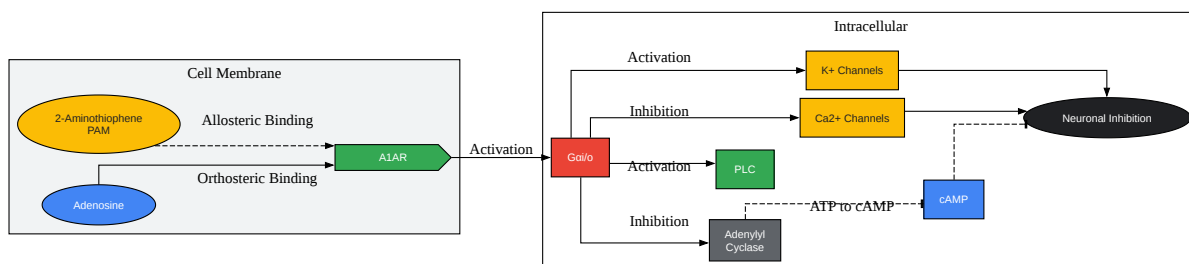 Intracellular
Cell Membrane
Activation
K+ Channels
2-Aminothiophene
PAM
Allosteric Binding
Inhibition
Ca2+ Channels
Neuronal Inhibition
A1AR
Activation
Gαi/o
Activation
PLC
Orthosteric Binding
Adenosine
ATP to cAMP
cAMP
Inhibition
Adenylyl
Cyclase